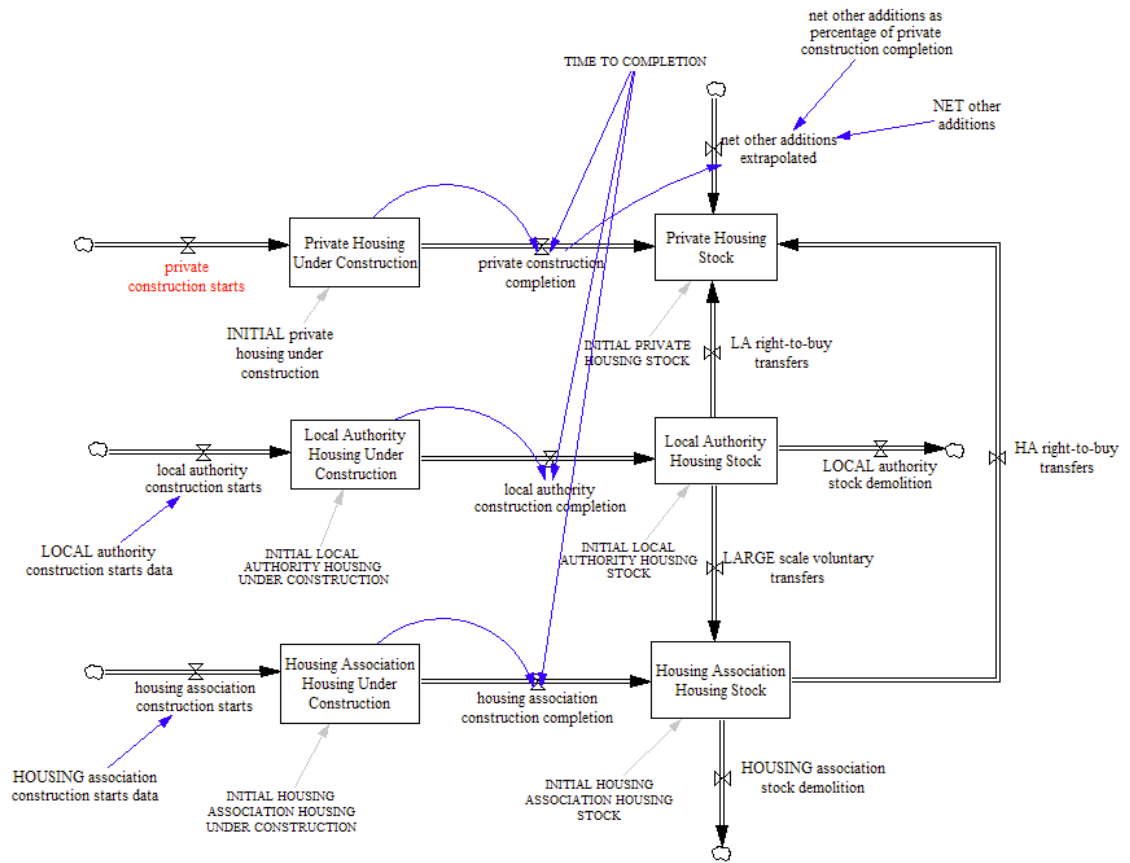 net other additions as
percentage of private
construction completion
TIME TO COMPLETION
NET other
additions
net other additions
extrapolated
Private Housing
Under Construction
Private Housing
Stock
private
construction starts
private construction
completion
INITIAL private
housing under
construction
INITIAL PRIVATE
HOUSING STOCK
LA right-to-buy
transfers
Local Authority
Housing Under
Construction
Local Authority
Housing Stock
HA right-to-buy
transfers
local authority
construction starts
LOCAL authority
stock demolition
local authority
construction completion
LOCAL authority
construction starts data
INITIAL LOCAL
AUTHORITY HOUSING
UNDER CONSTRUCTION
INITIAL LOCAL
AUTHORITY HOUSING
STOCK
LARGE scale voluntary
transfers
Housing Association
Housing Under
Construction
Housing Association
Housing Stock
housing association
construction starts
housing association
construction completion
HOUSING association
construction starts data
INITIAL HOUSING
ASSOCIATION HOUSING
UNDER CONSTRUCTION
INITIAL HOUSING
ASSOCIATION HOUSING
STOCK
HOUSING association
stock demolition